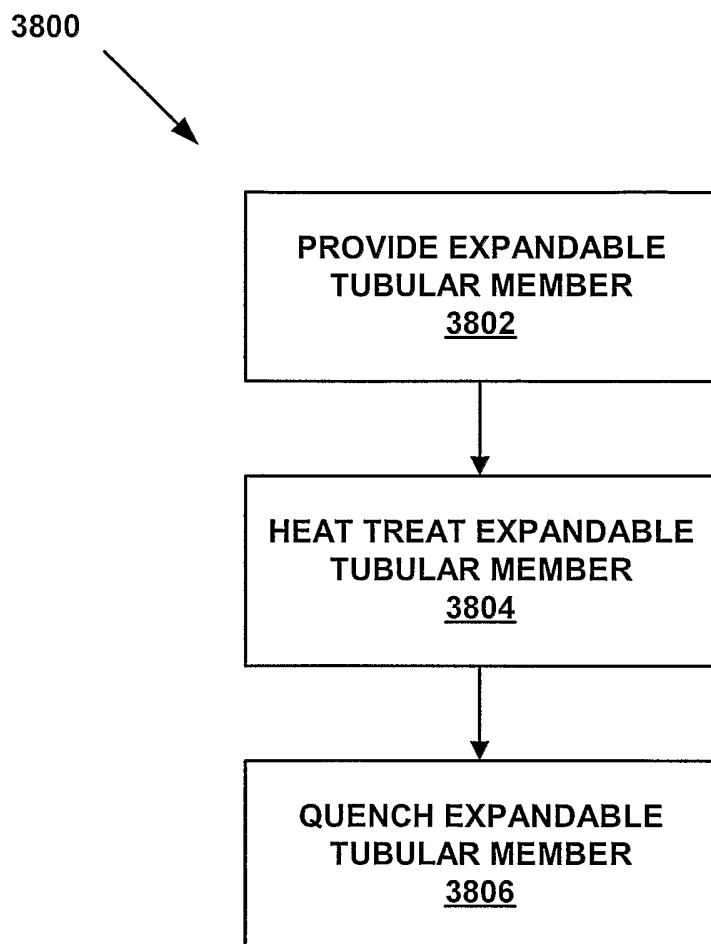 3800
PROVIDE EXPANDABLE
TUBULAR MEMBER
3802
HEAT TREAT EXPANDABLE
TUBULAR MEMBER
3804
QUENCH EXPANDABLE
TUBULAR MEMBER
3806